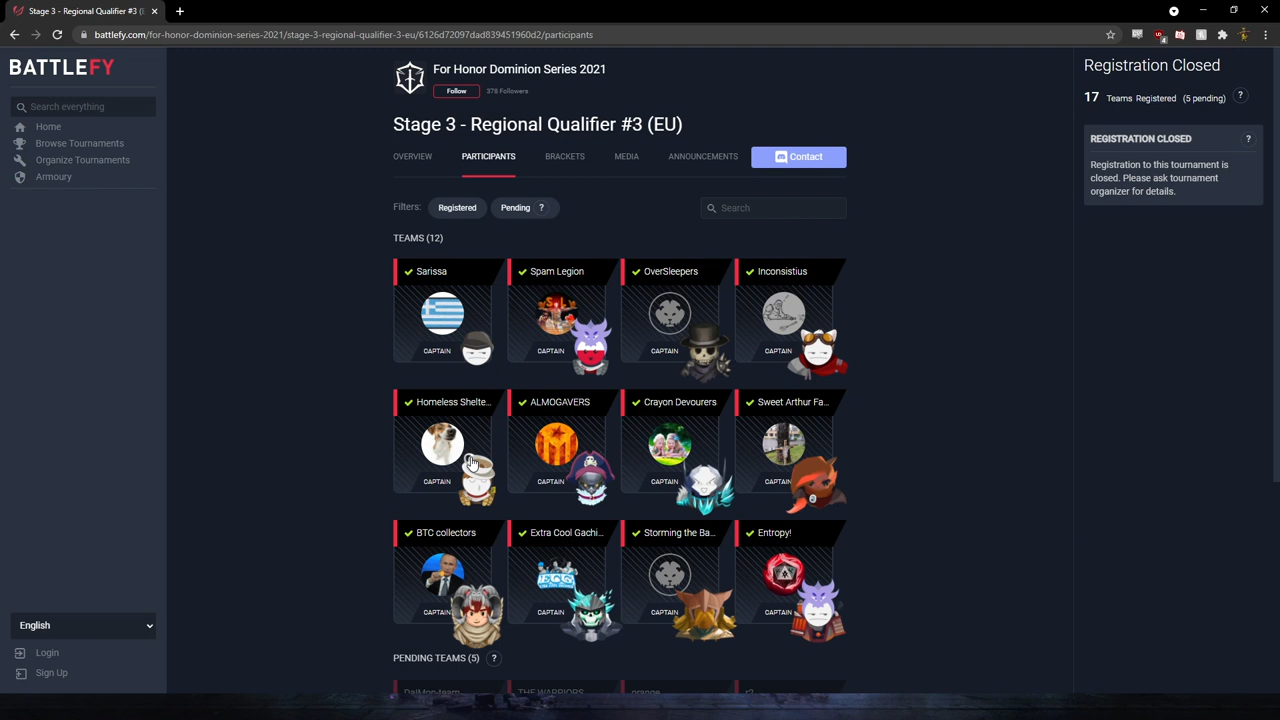 Stage 3 - Regional Qualifier #3 (E
battlefy.com/for-honor-dominion-series-2021/stage-3-regional-qualifier-3-eu/6126d72097dad839451960d2/participants
BATTLEFY
Search everything
Home
Browse Tournaments
Organize Tournaments
Armoury
English
Login
Sign Up
For Honor Dominion Series 2021
Follow
378 Followers
Stage 3 - Regional Qualifier #3 (EU)
OVERVIEW PARTICIPANTS BRACKETS MEDIA ANNOUNCEMENTS Contact
Filters: Registered Pending ? Search
TEAMS (12)
Sarissa Spam Legion OverSleepers Inconsistius
CAPTAIN CAPTAIN CAPTAIN CAPTAIN
Homeless Shelte... ALMOGAVERS Crayon Devourers Sweet Arthur Fa...
CAPTAIN CAPTAIN CAPTAIN CAPTAIN
BTC collectors Extra Cool Gachi... Storming the Ba... Entropy!
CAPTAIN CAPTAIN CAPTAIN CAPTAIN
PENDING TEAMS (5) ?
THE WARRIORS orange r2
Registration Closed
17 Teams Registered (5 pending) ?
REGISTRATION CLOSED ?
Registration to this tournament is
closed. Please ask tournament
organizer for details.